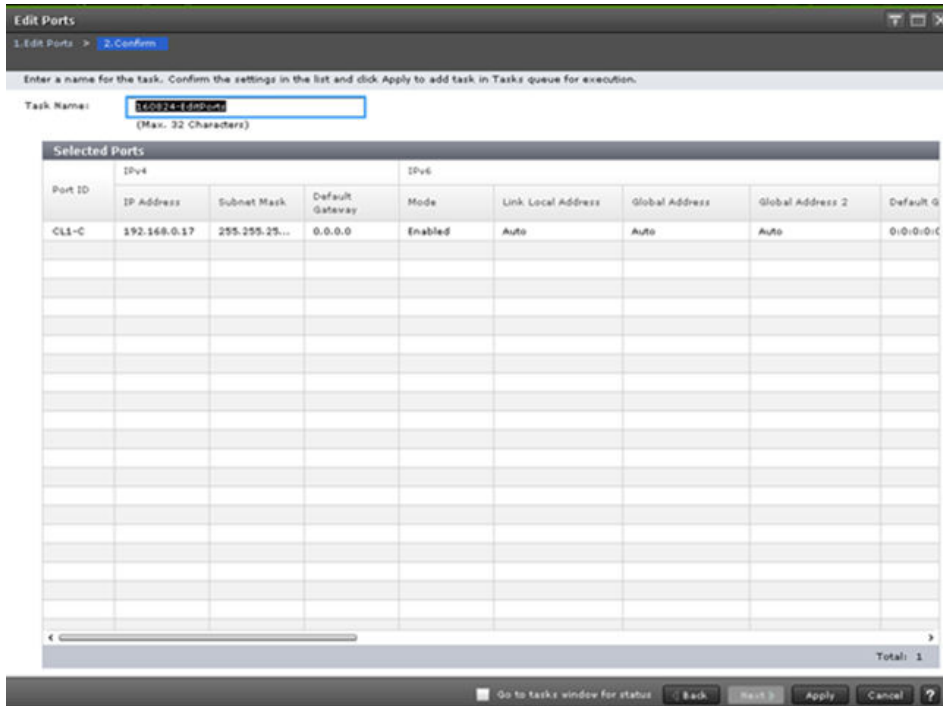 Edit Ports
1.Edit Ports > 2.Confirm
Enter a name for the task. Confirm the settings in the list and click Apply to add task in Tasks queue for execution.
Task Name: 160824-EditPorts
(Max. 32 Characters)
Selected Ports
Port ID IPv4 IPv6
IP Address Subnet Mask Default Gateway Mode Link Local Address Global Address Global Address 2 Default G
CL1-C 192.168.0.17 255.255.25... 0.0.0.0 Enabled Auto Auto Auto 0:0:0:0:0
Total: 1
Go to tasks window for status Back Next > Apply Cancel ?